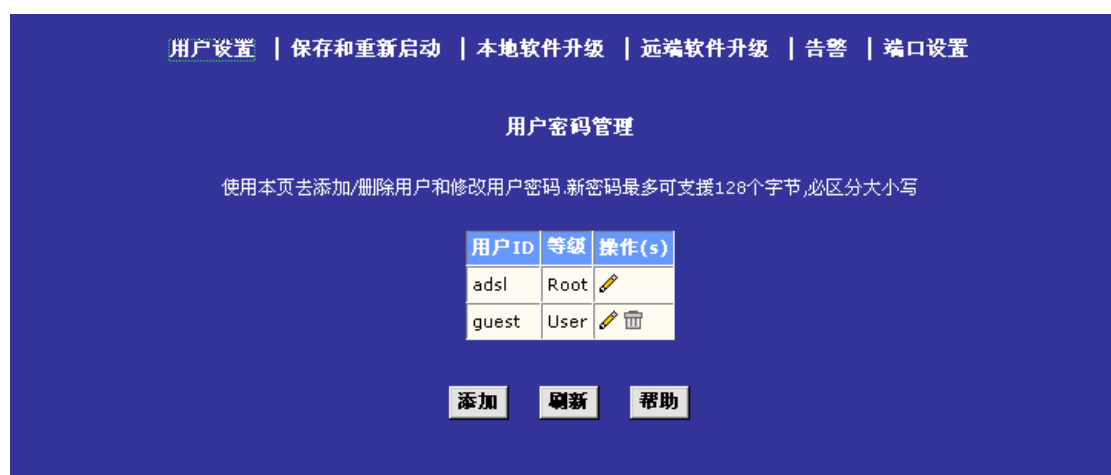 用户设置 | 保存和重新启动 | 本地软件升级 | 远端软件升级 | 告警 | 端口设置
用户密码管理
使用本页去添加/删除用户和修改用户密码.新密码最多可支援128个字节,必区分大小写
用户ID 等级 操作(s)
adsl Root
guest User
添加 刷新 帮助